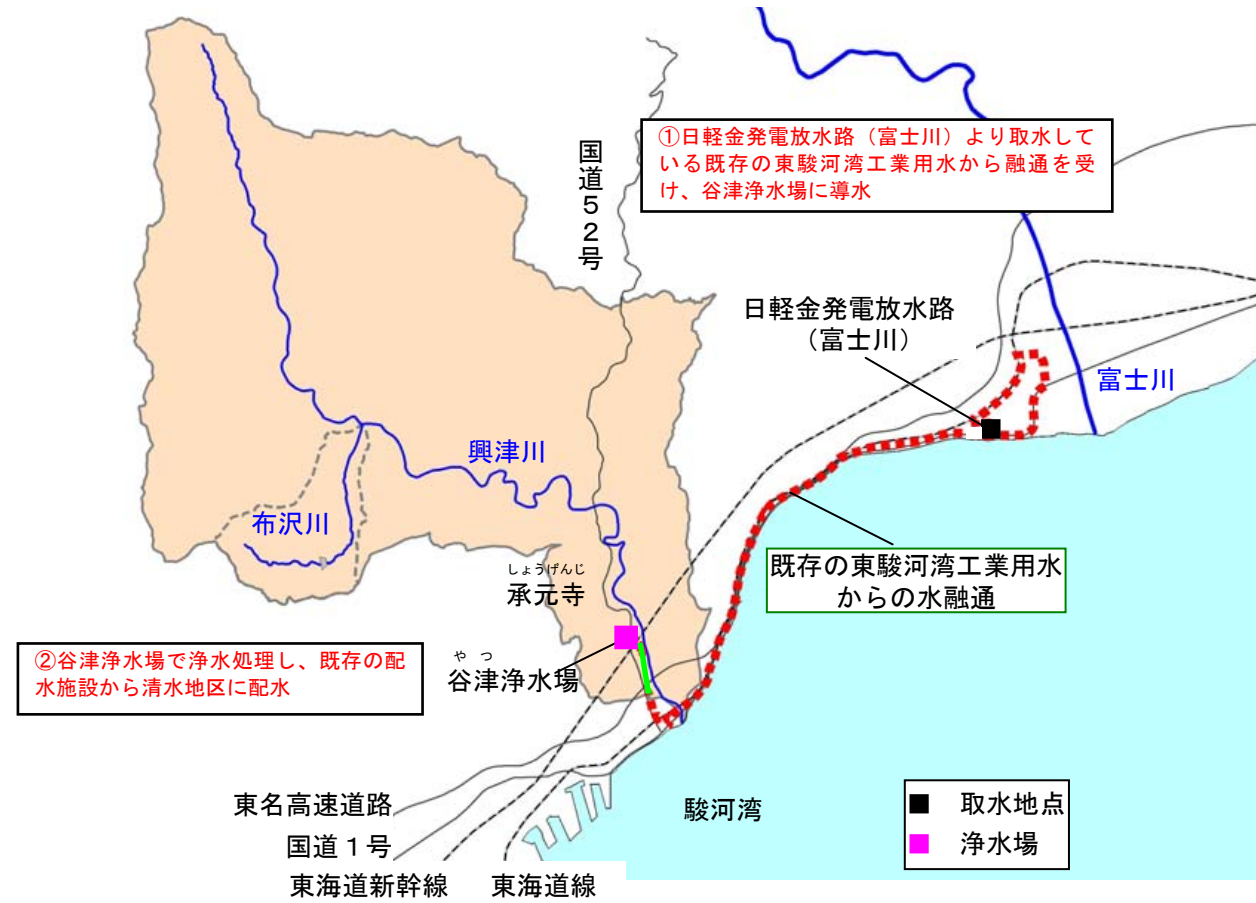 ①日軽金発電放水路（富士川）より取水して
いる既存の東駿河湾工業用水から融通を受
け、谷津浄水場に導水
国道５２号
日軽金発電放水路
（富士川）
富士川
興津川
布沢川
既存の東駿河湾工業用水
からの水融通
しょうげんじ
承元寺
②谷津浄水場で浄水処理し、既存の配
水施設から清水地区に配水
やつ
谷津浄水場
東名高速道路
国道１号
東海道新幹線
東海道線
駿河湾
取水地点
浄水場